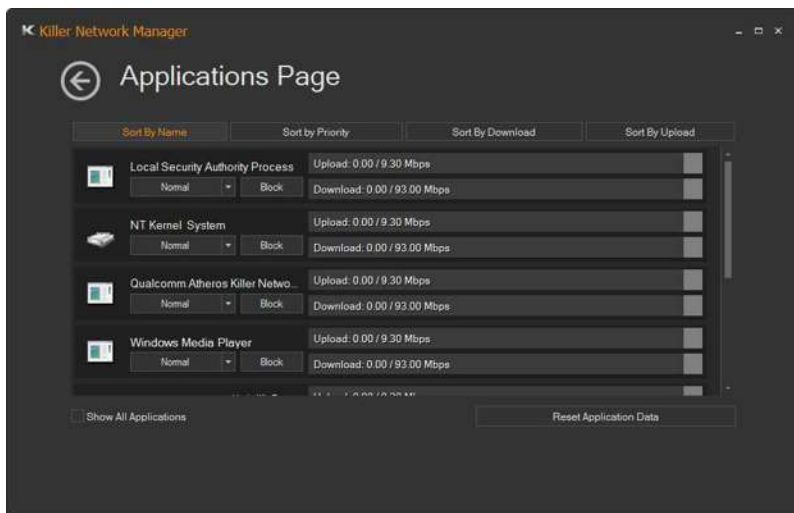 Killer Network Manager
Applications Page
Sort By Name Sort by Priority Sort By Download Sort By Upload
Local Security Authority Process
Upload: 0.00 / 9.30 Mbps
Normal Block
Download: 0.00 / 93.00 Mbps
NT Kernel System
Upload: 0.00 / 9.30 Mbps
Normal Block
Download: 0.00 / 93.00 Mbps
Qualcomm Atheros Killer Netwo...
Upload: 0.00 / 9.30 Mbps
Normal Block
Download: 0.00 / 93.00 Mbps
Windows Media Player
Upload: 0.00 / 9.30 Mbps
Normal Block
Download: 0.00 / 93.00 Mbps
Show All Applications
Reset Application Data